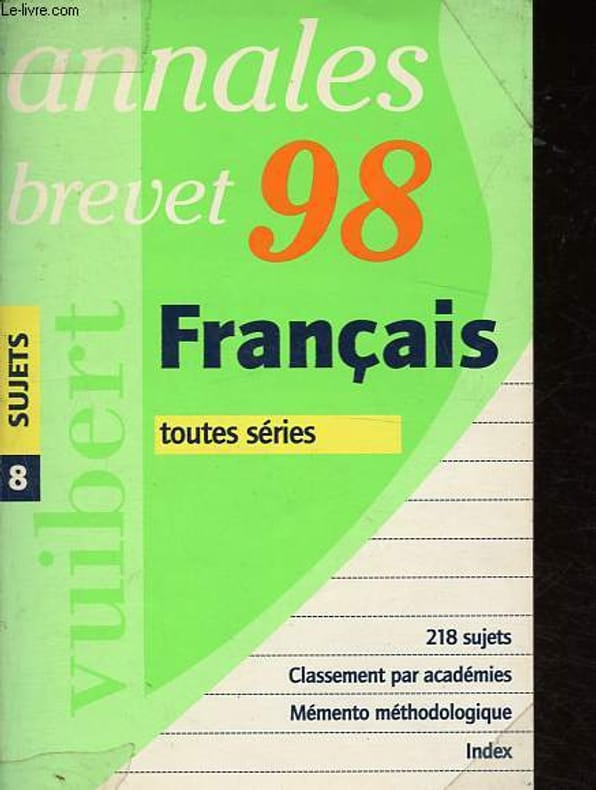 Le-livre.com
annales
brevet 98
Français
toutes séries
SUJETS
8
vuibert
218 sujets
Classement par académies
Mémento méthodologique
Index